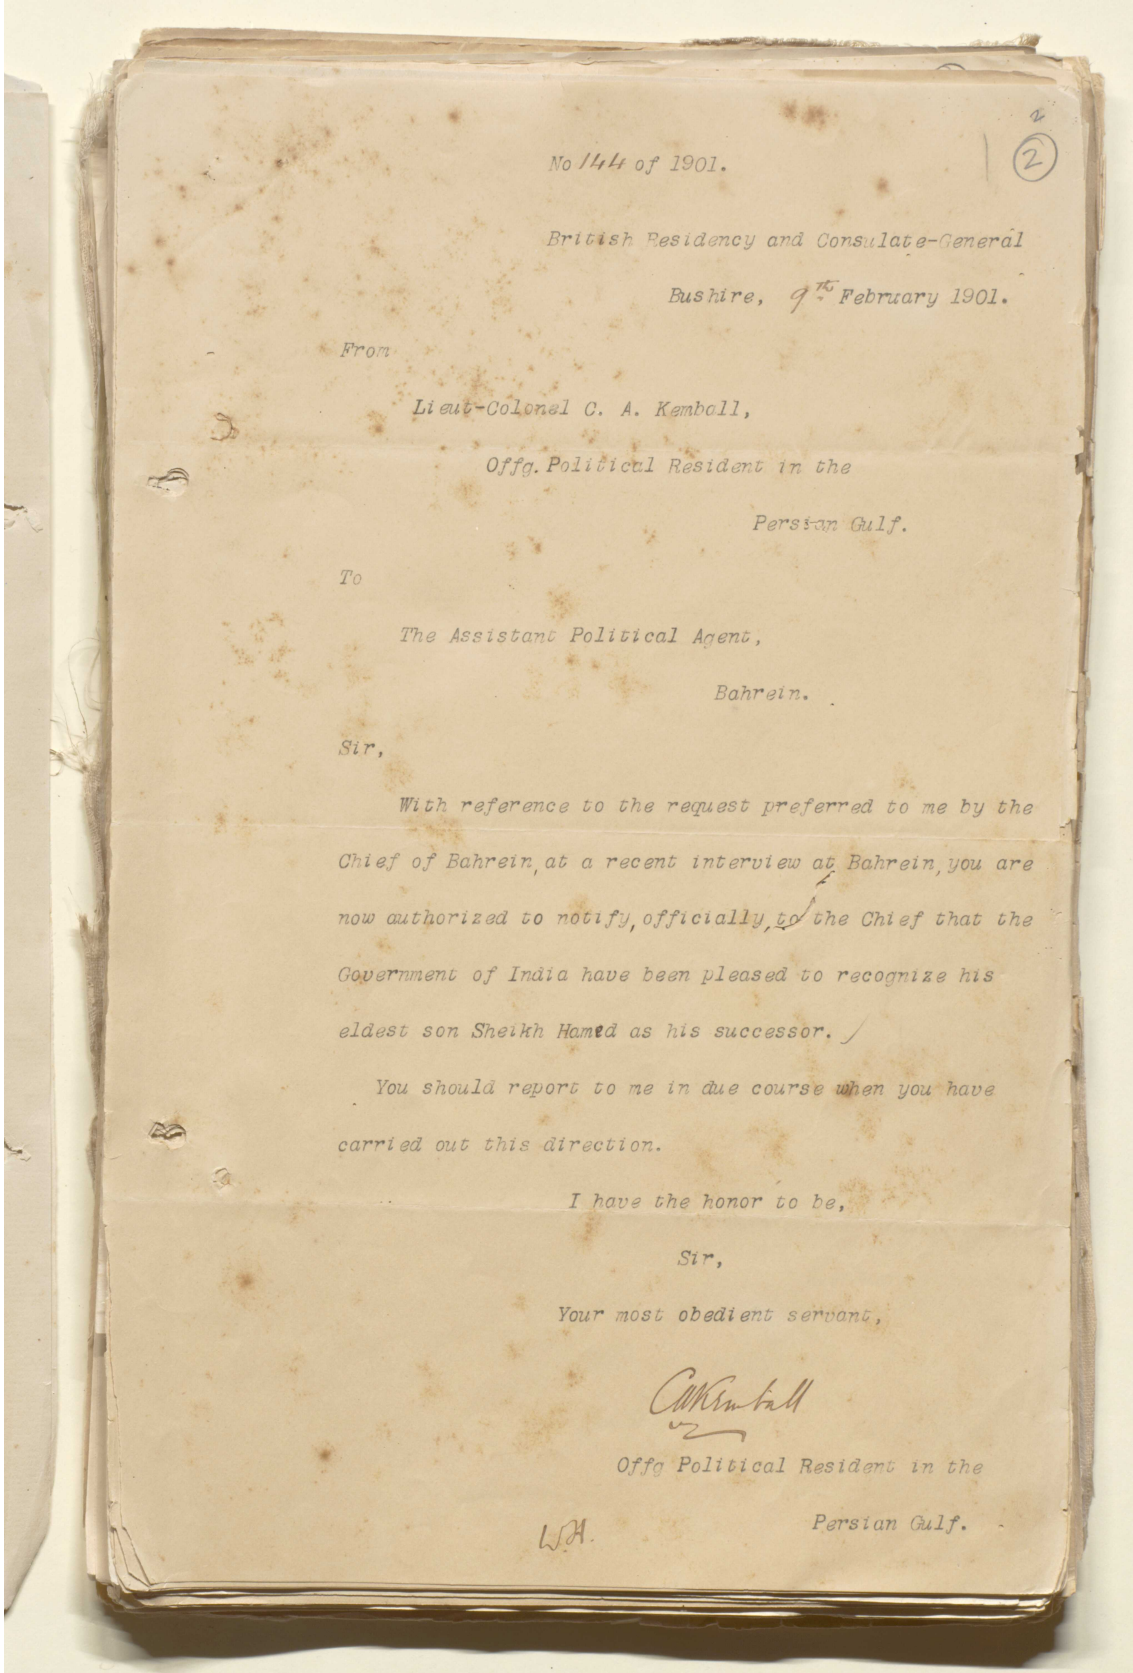 2
2
No 144 of 1901.
British Residency and Consulate-General
Bushire, 9th February 1901.
From
Lieut-Colonel C. A. Kemball,
Offg. Political Resident in the
Persian Gulf.
To
The Assistant Political Agent,
Bahrein.
Sir,
With reference to the request preferred to me by the
Chief of Bahrein, at a recent interview at Bahrein, you are
now authorized to notify, officially, to the Chief that the
Government of India have been pleased to recognize his
eldest son Sheikh Hamed as his successor.
You should report to me in due course when you have
carried out this direction.
I have the honor to be,
Sir,
Your most obedient servant,
CAKemball
Offg Political Resident in the
Persian Gulf.
W.H.